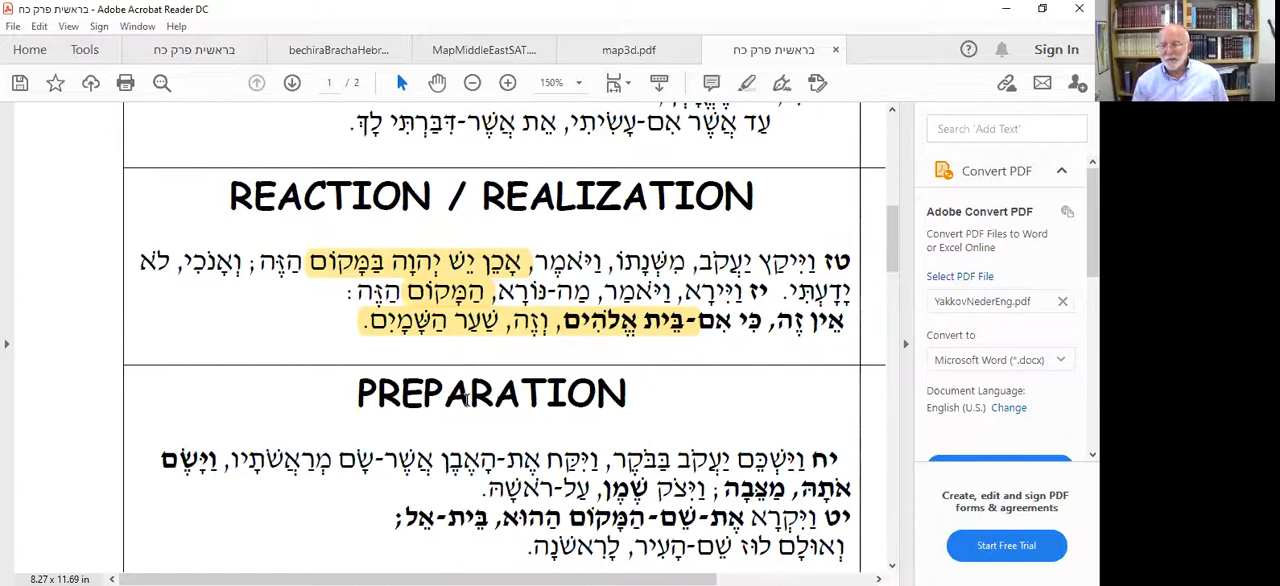 בראשית פרק כח - Adobe Acrobat Reader DC
File Edit View Sign Window Help
Home Tools בראשית פרק כח bechiraBrachaHebr... MapMiddleEastSAT.... map3d.pdf בראשית פרק כח × Sign In
1 / 2 150%
עַד אֲשֶׁר אִם-עָשִׂיתִי, אֵת אֲשֶׁר-דִּבַּרְתִּי לָךְ.
REACTION / REALIZATION
טז וַיִּיקַץ יַעֲקֹב, מִשְּׁנָתוֹ, וַיֹּאמֶר, אָכֵן יֵשׁ יְהוָה בַּמָּקוֹם הַזֶּה; וְאָנֹכִי, לֹא
יָדָעְתִּי. יז וַיִּירָא, וַיֹּאמַר, מַה-נּוֹרָא, הַמָּקוֹם הַזֶּה:
אֵין זֶה, כִּי אִם-בֵּית אֱלֹהִים, וְזֶה, שַׁעַר הַשָּׁמָיִם.
PREPARATION
יח וַיַּשְׁכֵּם יַעֲקֹב בַּבֹּקֶר, וַיִּקַּח אֶת-הָאֶבֶן אֲשֶׁר-שָׂם מְרַאֲשֹׁתָיו, וַיָּשֶׂם
אֹתָהּ, מַצֵּבָה; וַיִּצֹק שֶׁמֶן, עַל-רֹאשָׁהּ.
יט וַיִּקְרָא אֶת-שֵׁם-הַמָּקוֹם הַהוּא, בֵּית-אֵל;
וְאוּלָם לוּז שֵׁם-הָעִיר, לָרִאשֹׁנָה.
8.27 x 11.69 in
Search 'Add Text'
Convert PDF
Adobe Convert PDF
Convert PDF Files to Word
or Excel Online
Select PDF File
YakkovNederEng.pdf
Convert to
Microsoft Word (*.docx)
Document Language:
English (U.S.) Change
Create, edit and sign PDF
forms & agreements
Start Free Trial